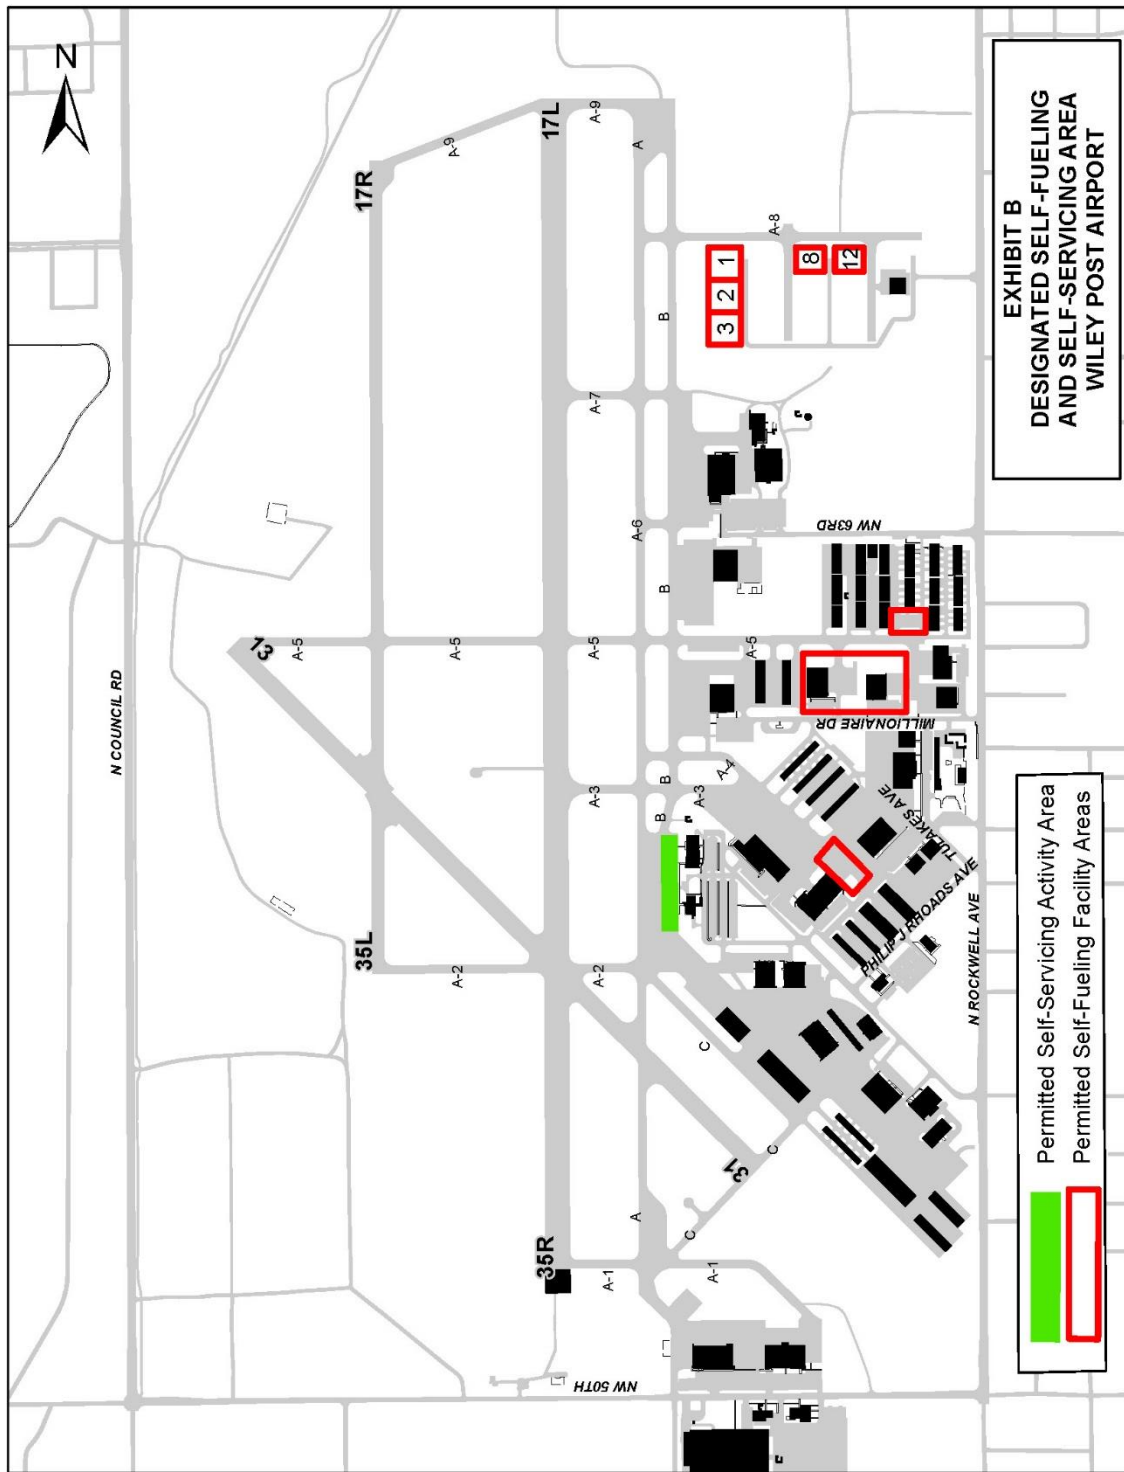 N
EXHIBIT B
DESIGNATED SELF-FUELING
AND SELF-SERVICING AREA
WILEY POST AIRPORT
N COUNCIL RD
17R
A-9
17L
A-9
A
A-8
1
2
3
8
12
B
A-7
A-6
NW 63RD
B
13
A-5
A-5
A-5
A-5
MILLIONAIRE DR
B
A-4
A-3
A-3
B
TULAKES AVE
PHILIP J RHOADS AVE
N ROCKWELL AVE
35L
A-2
A-2
C
31
C
C
A
35R
A-1
A-1
NW 50TH
Permitted Self-Servicing Activity Area
Permitted Self-Fueling Facility Areas